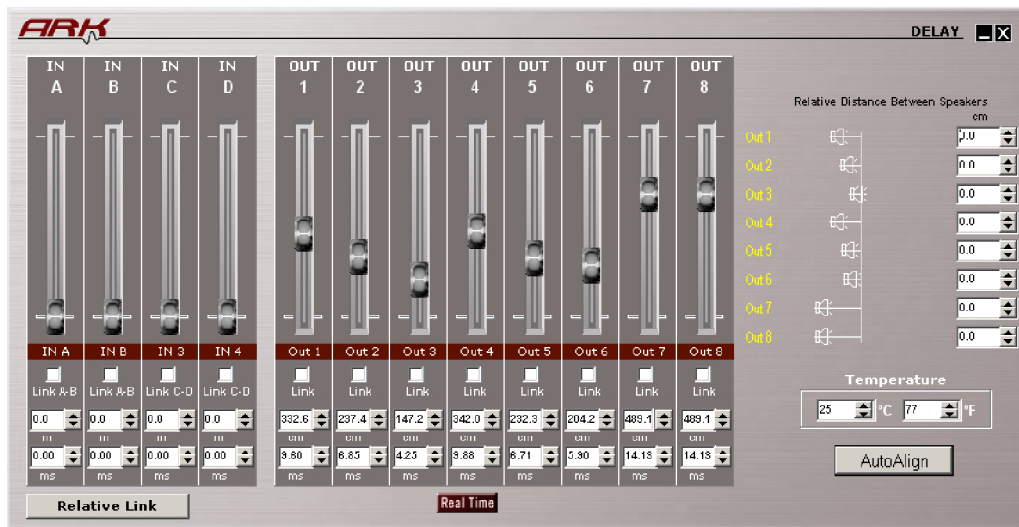 ARK
DELAY
IN IN IN IN OUT OUT OUT OUT OUT OUT OUT OUT
A B C D 1 2 3 4 5 6 7 8
Relative Distance Between Speakers
cm
Out 1 0.0
Out 2 0.0
Out 3 0.0
Out 4 0.0
Out 5 0.0
Out 6 0.0
Out 7 0.0
Out 8 0.0
IN A IN B IN 3 IN 4 Out 1 Out 2 Out 3 Out 4 Out 5 Out 6 Out 7 Out 8
Link A-B Link A-B Link C-D Link C-D Link Link Link Link Link Link Link Link
Temperature
25 °C 77 °F
0.0 0.0 0.0 0.0 332.6 237.4 147.2 342.0 232.3 204.2 489.1 489.1
m m m m cm cm cm cm cm cm cm cm
0.00 0.00 0.00 0.00 9.60 6.85 4.25 9.88 6.71 5.90 14.13 14.13
ms ms ms ms ms ms ms ms ms ms ms ms
AutoAlign
Relative Link
Real Time